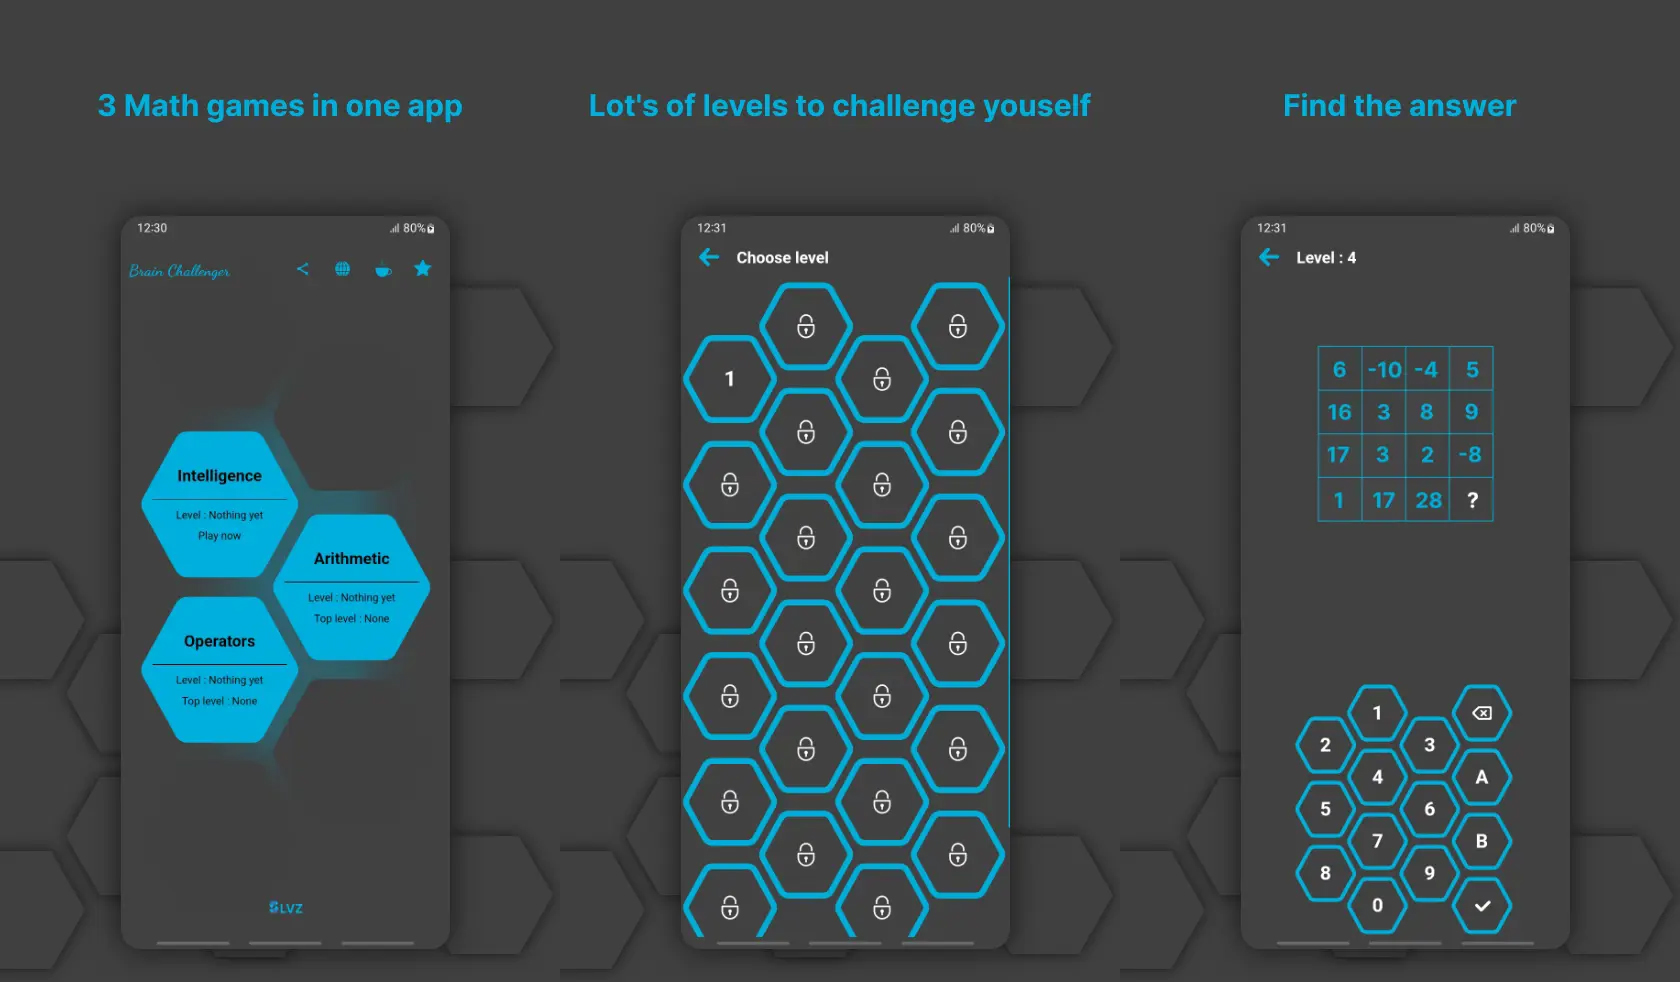 3 Math games in one app
12:30
80%
Brain Challenger
Intelligence
Level : Nothing yet
Play now
Arithmetic
Level : Nothing yet
Top level : None
Operators
Level : Nothing yet
Top level : None
SLVZ
Lot's of levels to challenge youself
12:31
80%
Choose level
1
Find the answer
12:31
80%
Level : 4
6 -10 -4 5
16 3 8 9
17 3 2 -8
1 17 28 ?
1
2 3
4 A
5 6
7 B
8 9
0